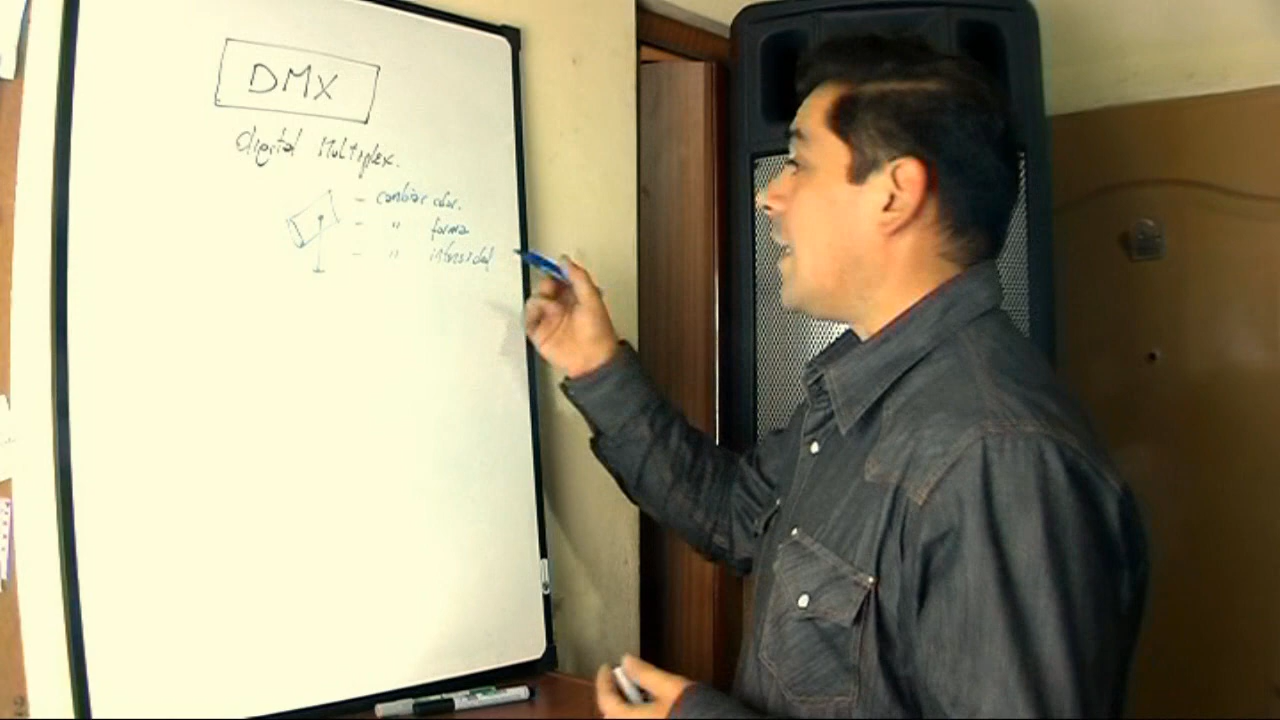 DMX
digital Multiplex.
- cambiar color.
- " forma
- " intensidad